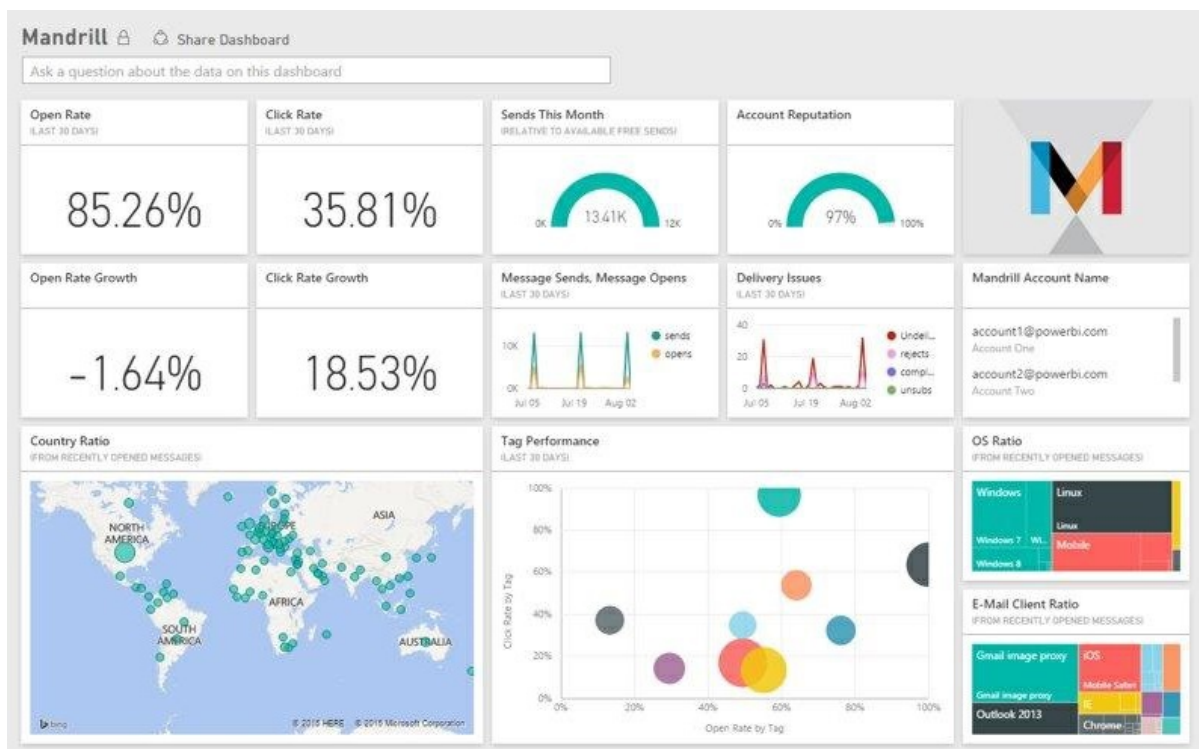 Mandrill
Share Dashboard
Ask a question about the data on this dashboard
Open Rate
(LAST 30 DAYS)
85.26%
Click Rate
(LAST 30 DAYS)
35.81%
Sends This Month
(RELATIVE TO AVAILABLE FREE SENDS)
13.41K
0K
12K
Account Reputation
97%
0%
100%
Open Rate Growth
-1.64%
Click Rate Growth
18.53%
Message Sends, Message Opens
(LAST 30 DAYS)
10K
0K
Jul 05 Jul 19 Aug 02
sends
opens
Delivery Issues
(LAST 30 DAYS)
40
20
0
Jul 05 Jul 19 Aug 02
Undeli...
rejects
compl...
unsubs
Mandrill Account Name
account1@powerbi.com
Account One
account2@powerbi.com
Account Two
Country Ratio
(FROM RECENTLY OPENED MESSAGES)
NORTH
AMERICA
EUROPE
ASIA
AFRICA
SOUTH
AMERICA
AUSTRALIA
bing
© 2015 HERE © 2015 Microsoft Corporation
Tag Performance
(LAST 30 DAYS)
Click Rate by Tag
100%
80%
60%
40%
20%
0%
0% 20% 40% 60% 80% 100%
Open Rate by Tag
OS Ratio
(FROM RECENTLY OPENED MESSAGES)
Windows
Linux
Linux
Windows 7 Wi...
Mobile
Windows 8
E-Mail Client Ratio
(FROM RECENTLY OPENED MESSAGES)
Gmail image proxy
iOS
Mobile Safari
Gmail image proxy
IE
Outlook 2013
Chrome